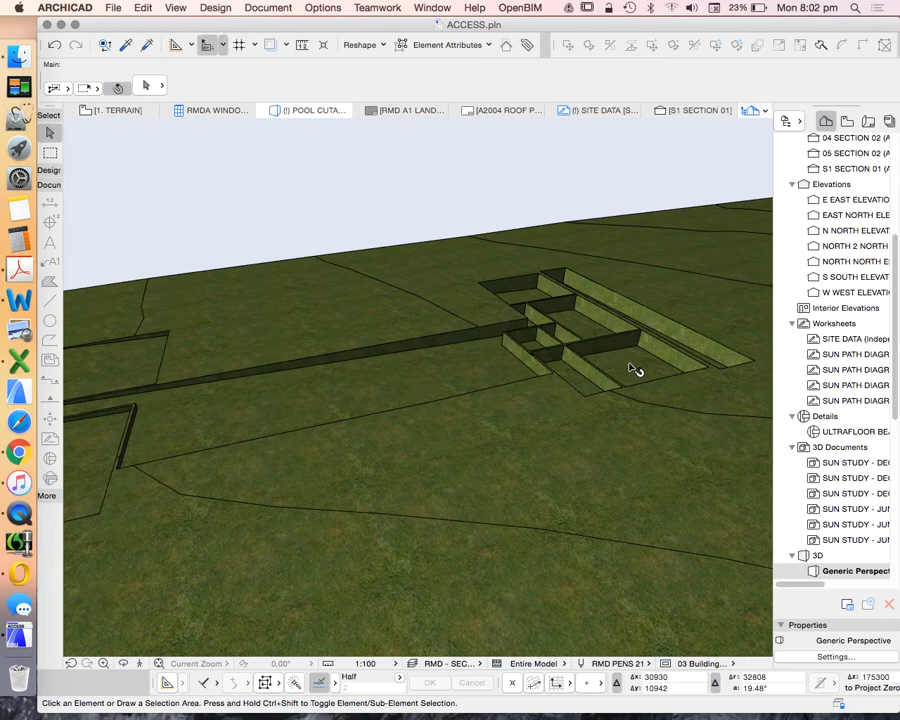 ARCHICAD File Edit View Design Document Options Teamwork Window Help OpenBIM 23% Mon 8:02 pm
ACCESS.pln
Reshape Element Attributes
Main:
[1. TERRAIN] RMDA WINDO... (!) POOL CUTA... [RMD A1 LAND... [A2004 ROOF P... (!) SITE DATA [S... [S1 SECTION 01]
Select
Design
Docun
More
04 SECTION 02 (A
05 SECTION 02 (A
S1 SECTION 01 (A
Elevations
E EAST ELEVATIO
EAST NORTH ELE
N NORTH ELEVAT
NORTH 2 NORTH
NORTH NORTH EL
S SOUTH ELEVAT
W WEST ELEVATI
Interior Elevations
Worksheets
SITE DATA (Indepe
SUN PATH DIAGR
SUN PATH DIAGR
SUN PATH DIAGR
SUN PATH DIAGR
Details
ULTRAFLOOR BEA
3D Documents
SUN STUDY - DEC
SUN STUDY - DEC
SUN STUDY - DEC
SUN STUDY - JUN
SUN STUDY - JUN
SUN STUDY - JUN
3D
Generic Perspect
Properties
Generic Perspective
Settings...
Current Zoom 0.00° 1:100 RMD - SEC... Entire Model RMD PENS 21 03 Building...
Half
2
OK Cancel
Δx: 30930
Δy: 10942
Δr: 32808
a: 19.48°
Δz: 175300
to Project Zero
Click an Element or Draw a Selection Area. Press and Hold Ctrl+Shift to Toggle Element/Sub-Element Selection.